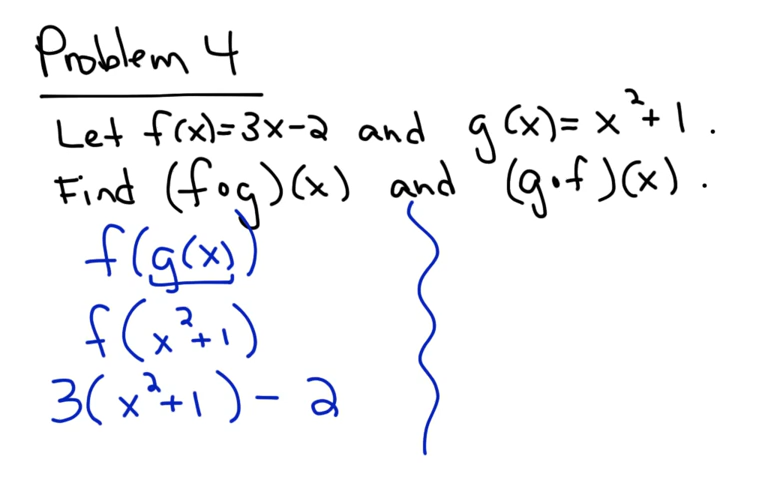 Problem 4
Let f(x)=3x-2 and g(x)=x²+1.
Find (f∘g)(x) and (g∘f)(x).
f(g(x))
f(x²+1)
3(x²+1)-2